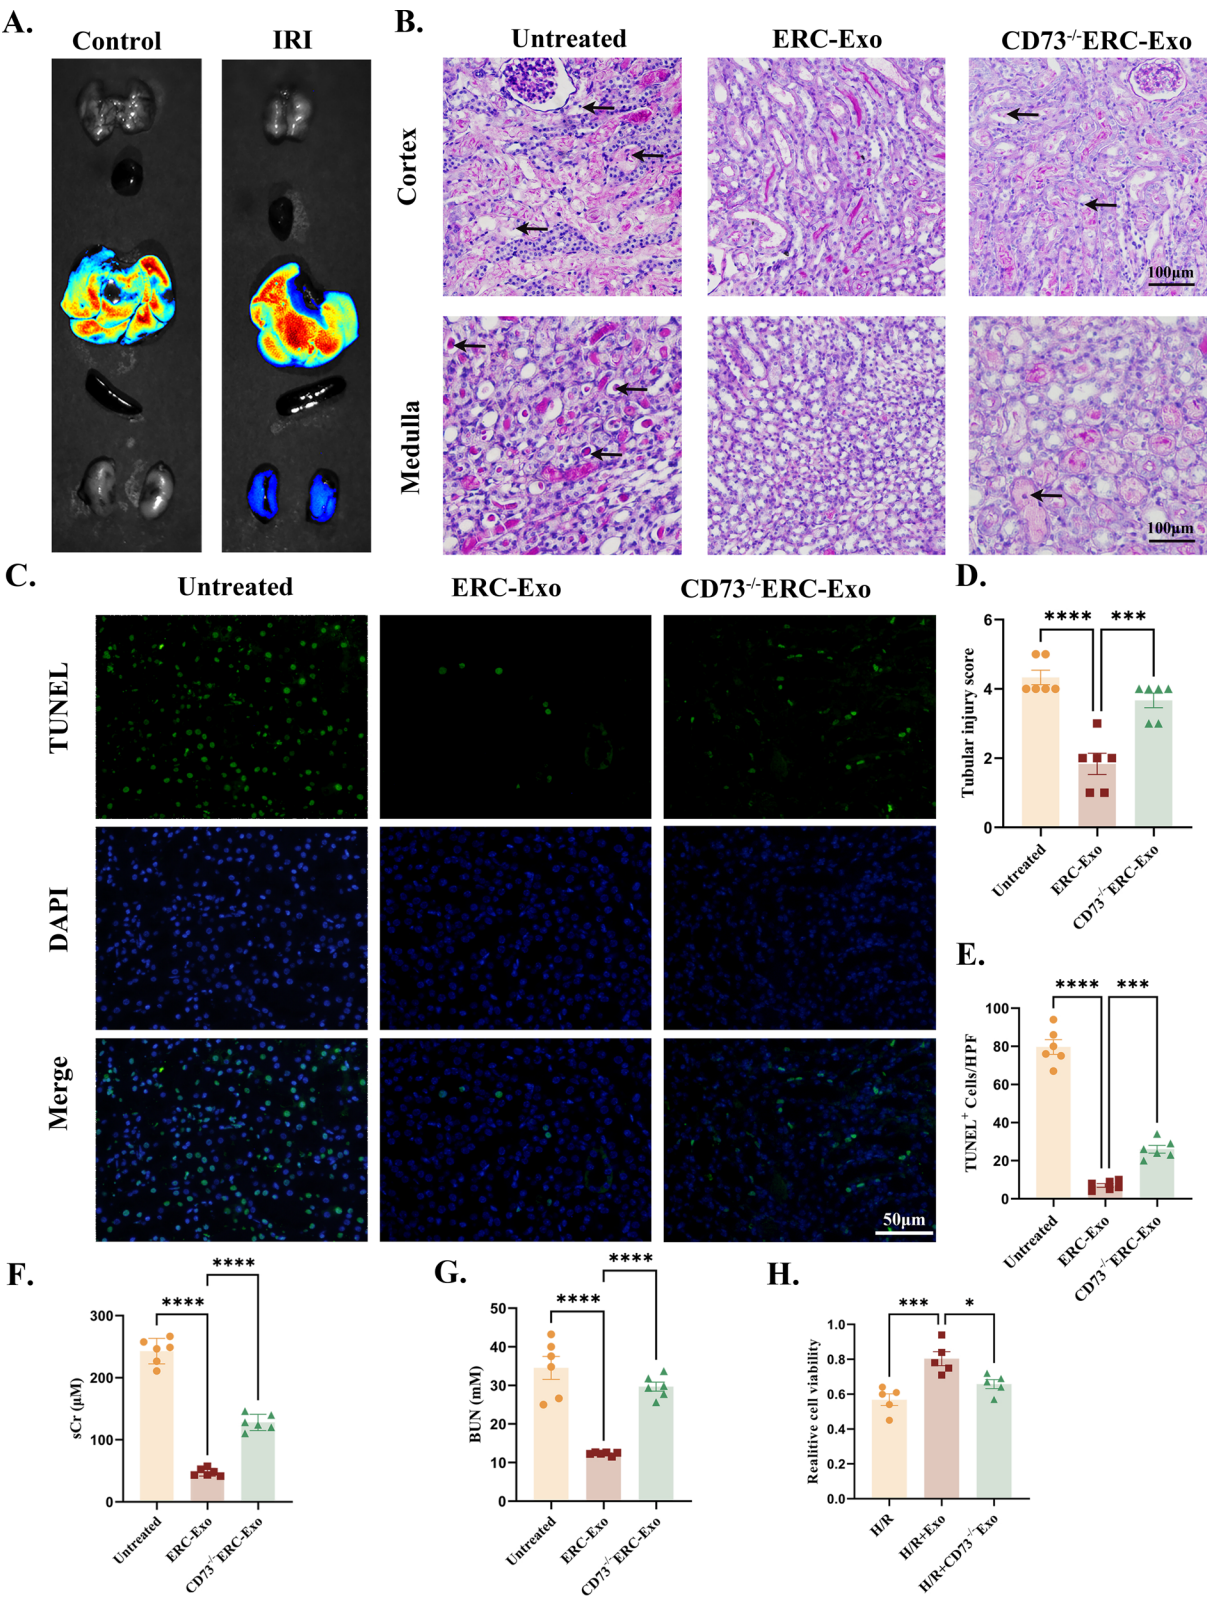 A.
Control
IRI
B.
Untreated
ERC-Exo
CD73-/-ERC-Exo
Cortex
100μm
Medulla
100μm
C.
Untreated
ERC-Exo
CD73-/-ERC-Exo
TUNEL
DAPI
Merge
50μm
D.
Tubular injury score
6
4
2
0
**** ***
Untreated
ERC-Exo
CD73-/-ERC-Exo
E.
TUNEL+ Cells/HPF
100
80
60
40
20
0
**** ***
Untreated
ERC-Exo
CD73-/-ERC-Exo
F.
sCr (μM)
300
200
100
0
****
****
Untreated
ERC-Exo
CD73-/-ERC-Exo
G.
BUN (mM)
50
40
30
20
10
0
****
****
Untreated
ERC-Exo
CD73-/-ERC-Exo
H.
Realitive cell viability
1.0
0.8
0.6
0.4
0.2
0.0
*** *
H/R
H/R+Exo
H/R+CD73-/-Exo